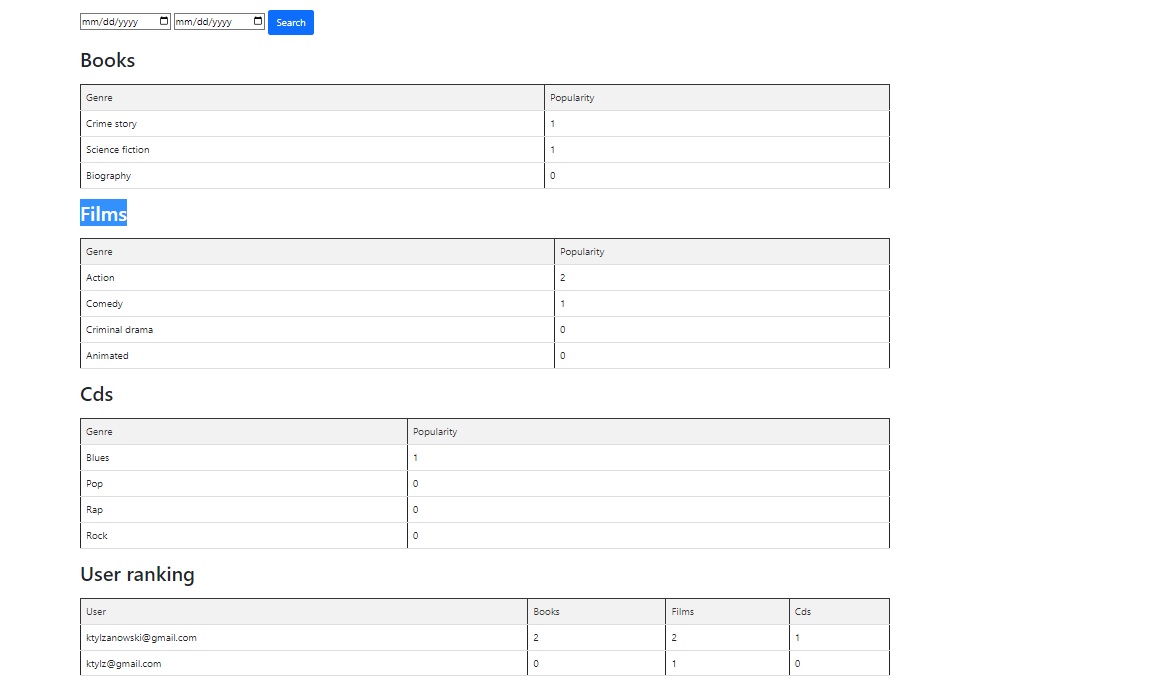 mm/dd/yyyy mm/dd/yyyy Search
Books
Genre Popularity
Crime story 1
Science fiction 1
Biography 0
Films
Genre Popularity
Action 2
Comedy 1
Criminal drama 0
Animated 0
Cds
Genre Popularity
Blues 1
Pop 0
Rap 0
Rock 0
User ranking
User Books Films Cds
ktylzanowski@gmail.com 2 2 1
ktylz@gmail.com 0 1 0